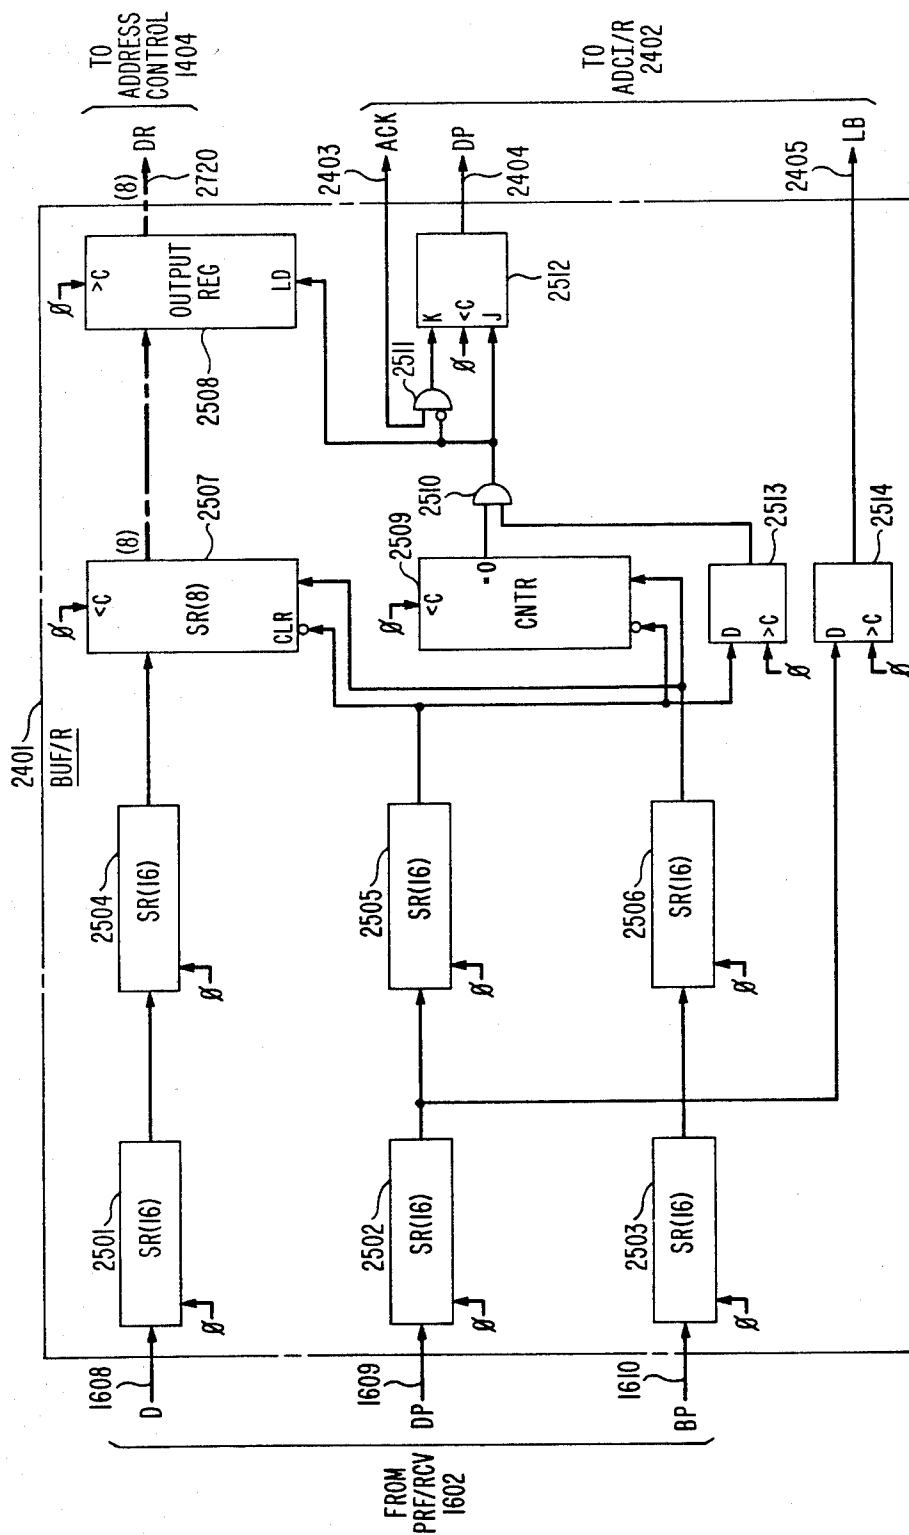 2401
BUF/R
FROM
PRF/RCV
1602
1608
D
2501
SR(16)
Ø
2504
SR(16)
Ø
Ø
<C
SR(8)
CLR
2507
(8)
Ø
>C
OUTPUT
REG
LD
2508
(8)
2720
DR
TO
ADDRESS
CONTROL
1404
1609
DP
2502
SR(16)
Ø
2505
SR(16)
Ø
Ø
<C
2509
CNTR
=0
2510
2511
K
<C
Ø
J
2512
2403
ACK
2404
DP
TO
ADCI/R
2402
1610
BP
2503
SR(16)
Ø
2506
SR(16)
Ø
D
>C
Ø
2513
D
>C
Ø
2514
2405
LB